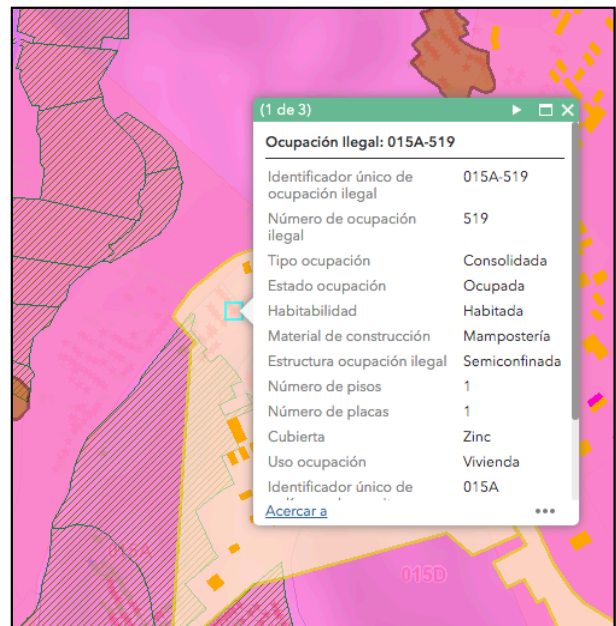 (1 de 3)
Ocupación Ilegal: 015A-519
Identificador único de 015A-519
ocupación ilegal
Número de ocupación 519
ilegal
Tipo ocupación Consolidada
Estado ocupación Ocupada
Habitabilidad Habitada
Material de construcción Mampostería
Estructura ocupación ilegal Semiconfinada
Número de pisos 1
Número de placas 1
Cubierta Zinc
Uso ocupación Vivienda
Identificador único de 015A
Acercar a
015D